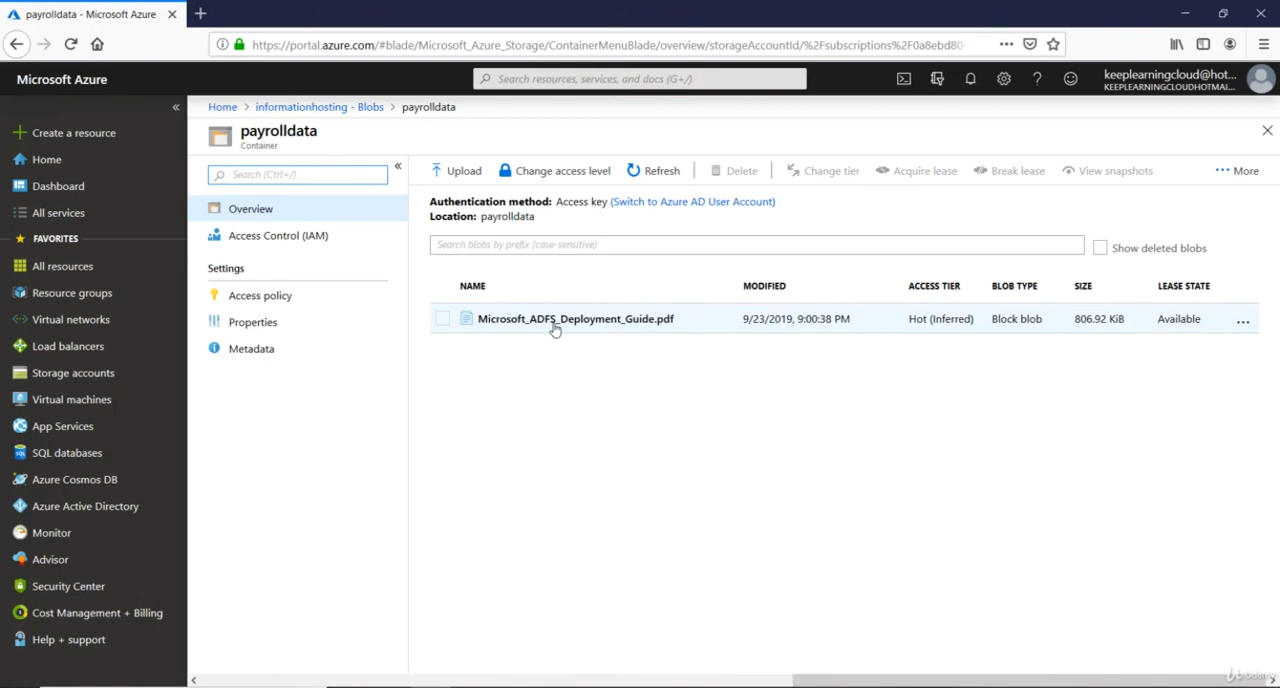 payrolldata - Microsoft Azure
https://portal.azure.com/#blade/Microsoft_Azure_Storage/ContainerMenuBlade/overview/storageAccountId/%2Fsubscriptions%2F0a8ebd80-
Microsoft Azure
Search resources, services, and docs (G+/)
keeplearningcloud@hot...
KEEPLEARNINGCLOUDHOTMAI...
Home > informationhosting - Blobs > payrolldata
payrolldata
Container
Create a resource
Home
Dashboard
All services
FAVORITES
All resources
Resource groups
Virtual networks
Load balancers
Storage accounts
Virtual machines
App Services
SQL databases
Azure Cosmos DB
Azure Active Directory
Monitor
Advisor
Security Center
Cost Management + Billing
Help + support
Search (Ctrl+/)
Overview
Access Control (IAM)
Settings
Access policy
Properties
Metadata
Upload Change access level Refresh Delete Change tier Acquire lease Break lease View snapshots More
Authentication method: Access key (Switch to Azure AD User Account)
Location: payrolldata
Search blobs by prefix (case-sensitive)
Show deleted blobs
NAME MODIFIED ACCESS TIER BLOB TYPE SIZE LEASE STATE
Microsoft_ADFS_Deployment_Guide.pdf 9/23/2019, 9:00:38 PM Hot (Inferred) Block blob 806.92 KiB Available ...
Udemy